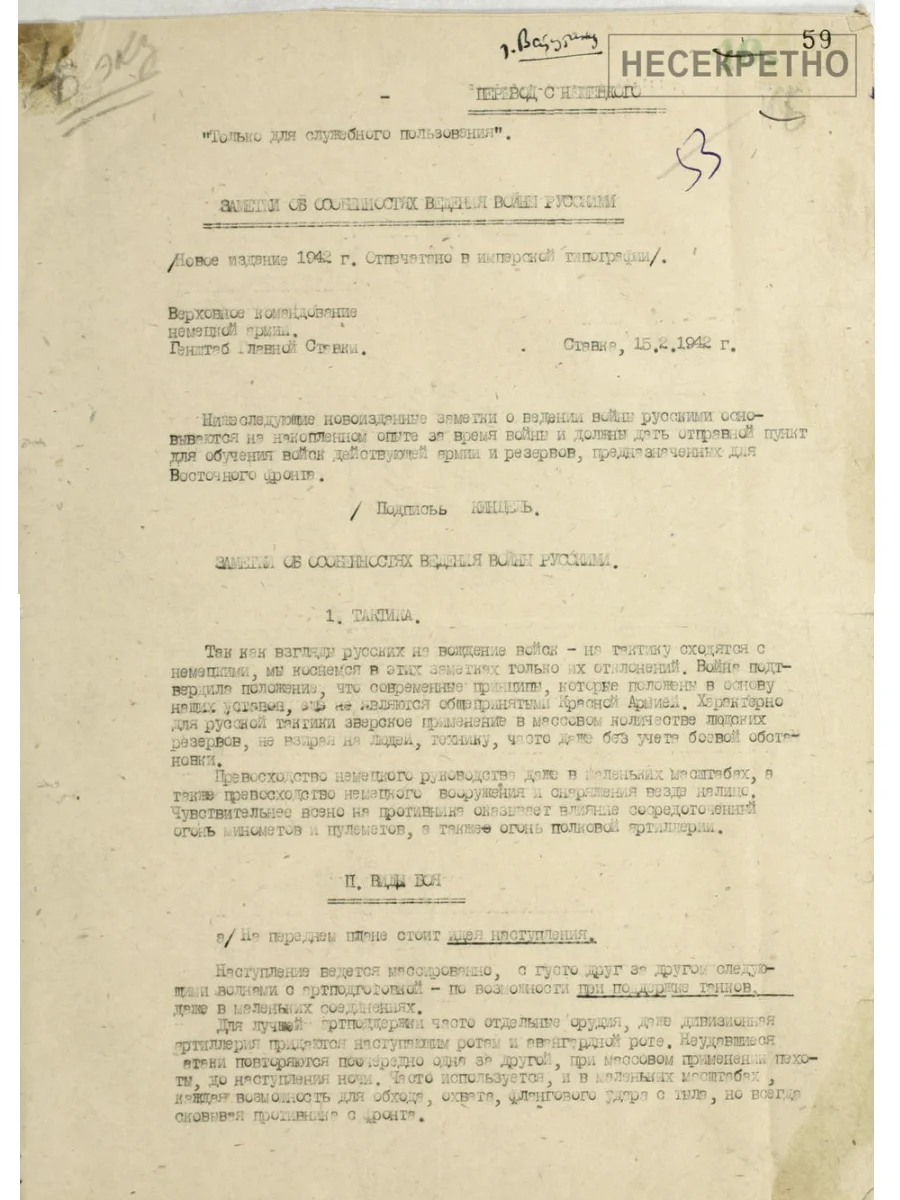 59
НЕСЕКРЕТНО
ПЕРЕВОД С НЕМЕЦКОГО
"Только для служебного пользования".
ЗАМЕТКИ ОБ ОСОБЕННОСТЯХ ВЕДЕНИЯ ВОЙНЫ РУССКИМИ
/Новое издание 1942 г. Отпечатано в имперской типографии/.
Верховное командование
немецкой армии.
Генштаб Главной Ставки.
Ставка, 15.2.1942 г.
Нижеследующие новоизданные заметки о ведении войны русскими осно-
вываются на накопленном опыте за время войны и должны дать отправной пункт
для обучения войск действующей армии и резервов, предназначенных для
Восточного фронта.
/ Подписьь КИНЦЕЛЬ.
ЗАМЕТКИ ОБ ОСОБЕННОСТЯХ ВЕДЕНИЯ ВОЙНЫ РУССКИМИ.
1. ТАКТИКА.
Так как взгляды русских на вождение войск - на тактику сходятся с
немецкими, мы коснемся в этих заметках только их отклонений. Война подт-
вердила положение, что современные принципы, которые положены в основу
наших уставов, еще не являются общепринятыми Красной Армией. Характерно
для русской тактики зверское применение в массовом количестве людских
резервов, не взирая на людей, технику, часто даже без учета боевой обста-
новки.
Превосходство немецкого руководства даже в маленьких масштабах, а
также превосходство немецкого вооружения и снаряжения везде налицо.
Чувствительнее всего на противника оказывает влияние сосредоточенный
огонь минометов и пулеметов, а также огонь полковой артиллерии.
П. ВИДЫ БОЯ
а/ На переднем плане стоит идея наступления.
Наступление ведется массированно, с густо друг за другом следую-
щими волнами с артподготовкой - по возможности при поддержке танков,
даже в маленьких соединениях.
Для лучшей артподдержки часто отдельные орудия, даже дивизионная
артиллерия придаются наступающим ротам и авангардной роте. Неудавшиеся
атаки повторяются поочередно одна за другой, при массовом применении пехо-
ты, до наступления ночи. Часто используется, и в маленьких масштабах,
каждая возможность для обхода, охвата, флангового удара с тыла, но всегда
сковывая противника с фронта.